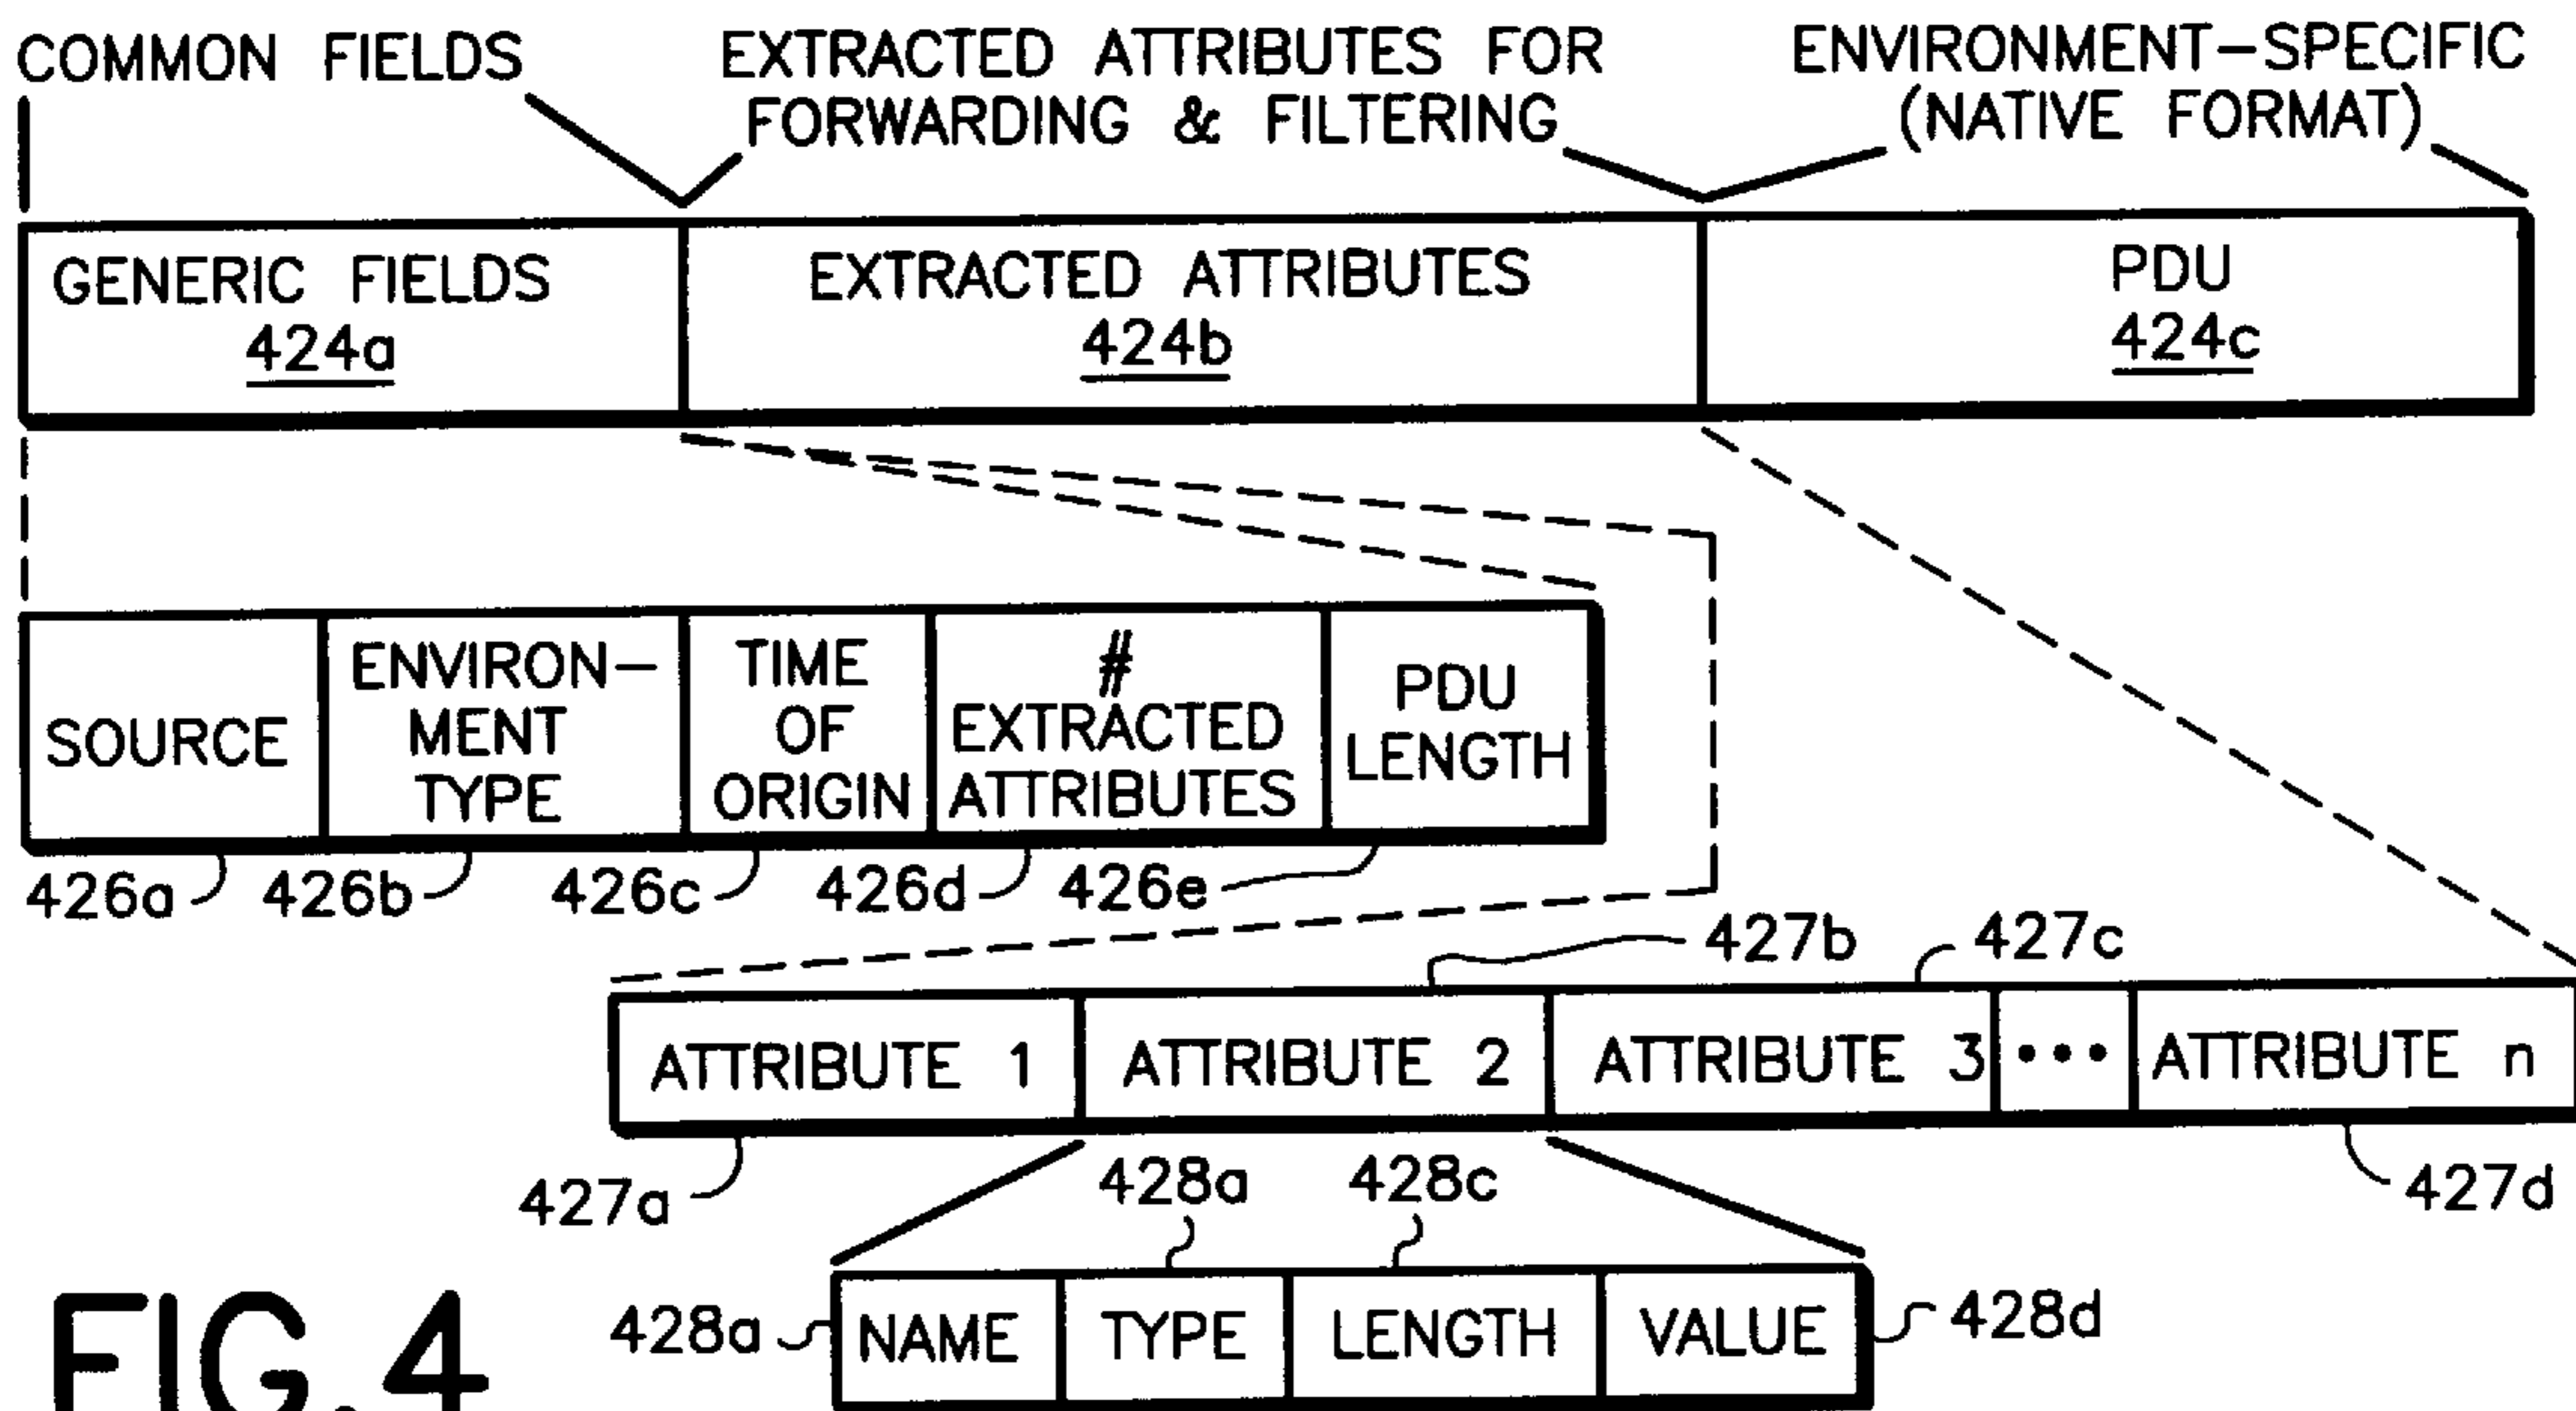 COMMON FIELDS
EXTRACTED ATTRIBUTES FOR
FORWARDING & FILTERING
ENVIRONMENT-SPECIFIC
(NATIVE FORMAT)
GENERIC FIELDS
424a
EXTRACTED ATTRIBUTES
424b
PDU
424c
SOURCE
ENVIRON-
MENT
TYPE
TIME
OF
ORIGIN
#
EXTRACTED
ATTRIBUTES
PDU
LENGTH
426a
426b
426c
426d
426e
427b
427c
ATTRIBUTE 1
ATTRIBUTE 2
ATTRIBUTE 3
•••
ATTRIBUTE n
427a
428a
428c
427d
428a
NAME
TYPE
LENGTH
VALUE
428d
FIG.4